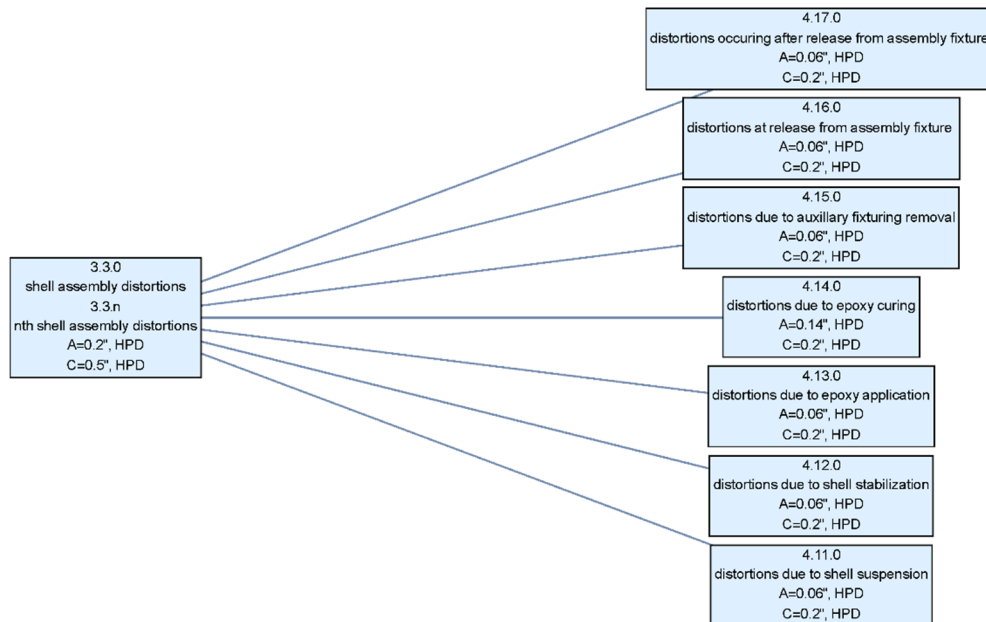 4.17.0
distortions occuring after release from assembly fixture
A=0.06", HPD
C=0.2", HPD
4.16.0
distortions at release from assembly fixture
A=0.06", HPD
C=0.2", HPD
4.15.0
distortions due to auxillary fixturing removal
A=0.06", HPD
C=0.2", HPD
3.3.0
shell assembly distortions
3.3.n
nth shell assembly distortions
A=0.2", HPD
C=0.5", HPD
4.14.0
distortions due to epoxy curing
A=0.14", HPD
C=0.2", HPD
4.13.0
distortions due to epoxy application
A=0.06", HPD
C=0.2", HPD
4.12.0
distortions due to shell stabilization
A=0.06", HPD
C=0.2", HPD
4.11.0
distortions due to shell suspension
A=0.06", HPD
C=0.2", HPD